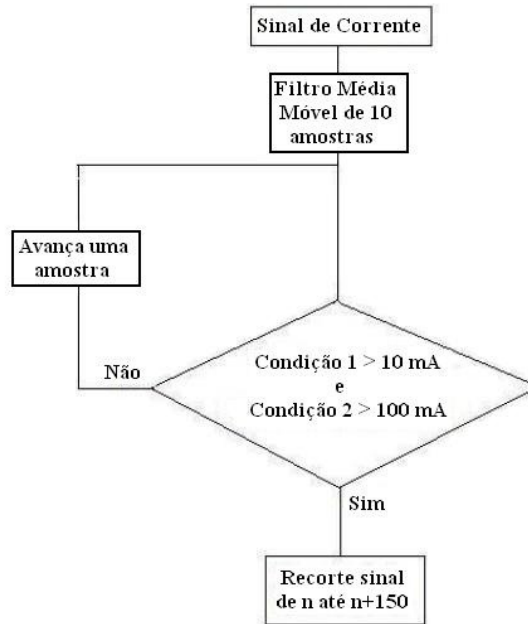 Sinal de Corrente
Filtro Média
Móvel de 10
amostras
Avança uma
amostra
Não
Condição 1 > 10 mA
e
Condição 2 > 100 mA
Sim
Recorte sinal
de n até n+150